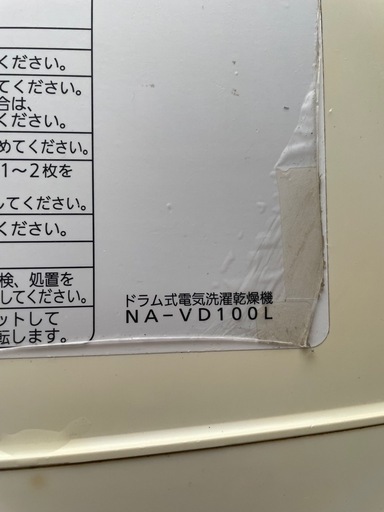 ください。
てください。
合は、
ください。
めてください。
1～2枚を
してください。
ください。
検、処置を
してください。
ットして
転します。
ドラム式電気洗濯乾燥機
NA-VD100L